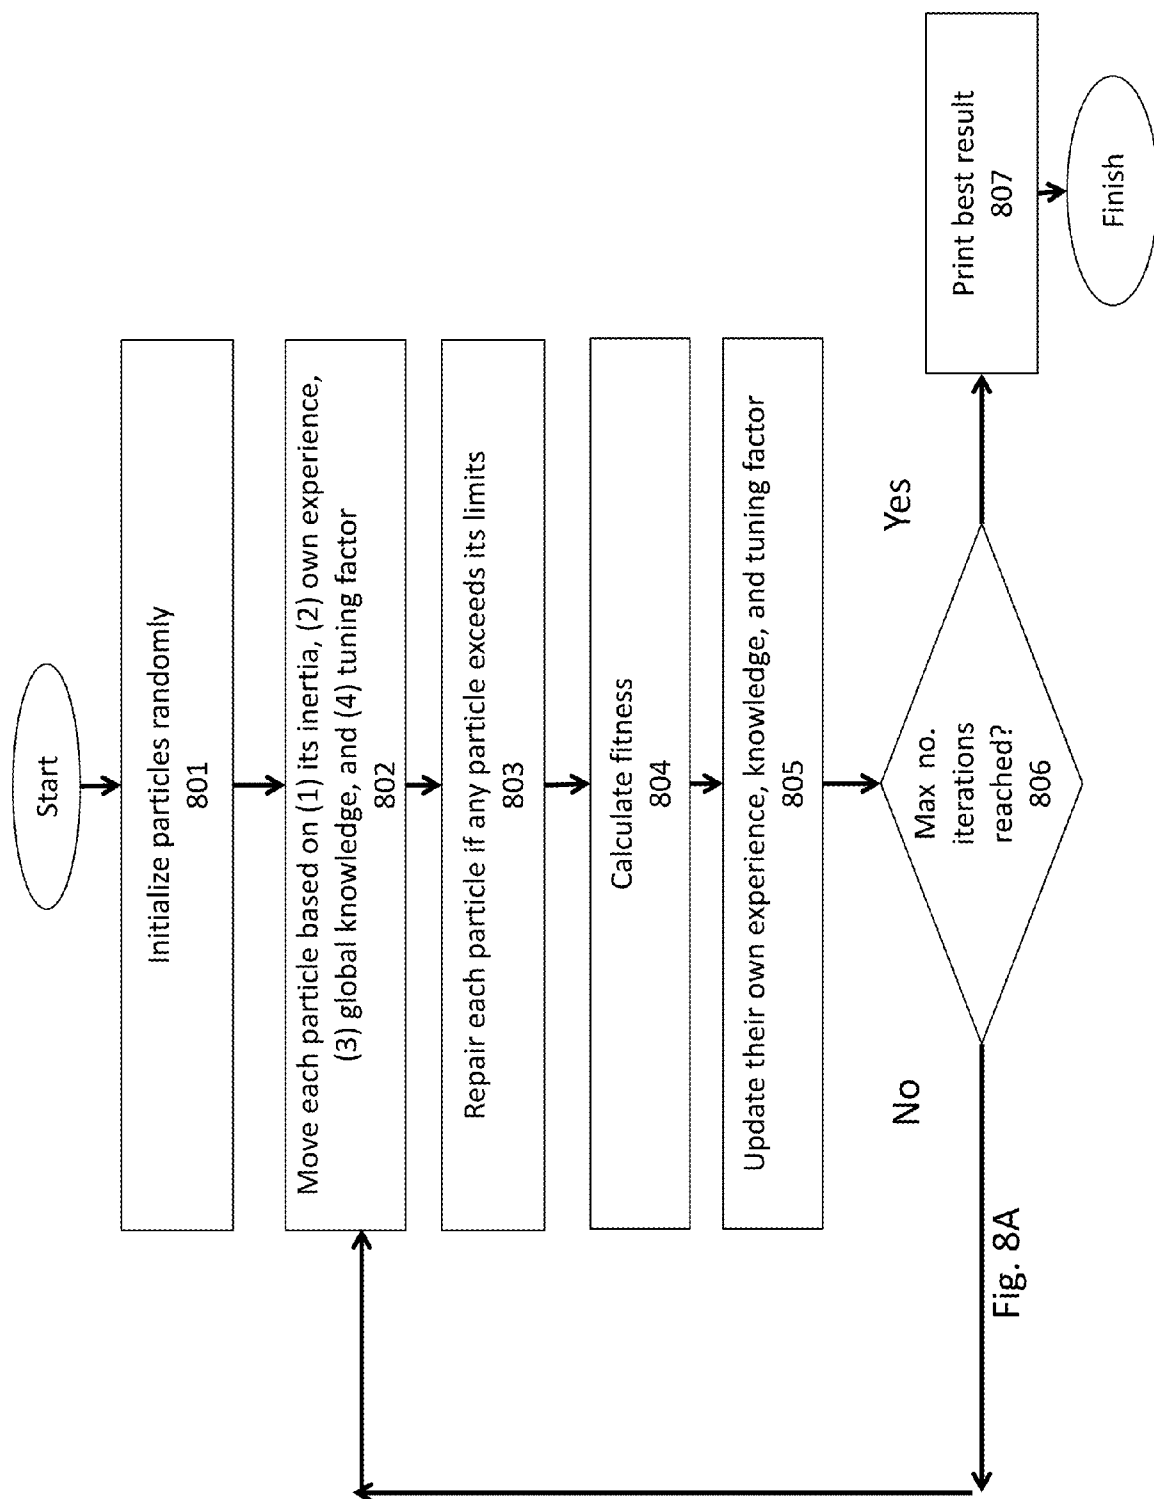 Start
Initialize particles randomly
801
Move each particle based on (1) its inertia, (2) own experience,
(3) global knowledge, and (4) tuning factor
802
Repair each particle if any particle exceeds its limits
803
Calculate fitness
804
Update their own experience, knowledge, and tuning factor
805
Max no.
iterations
reached?
806
No
Yes
Print best result
807
Finish
Fig. 8A